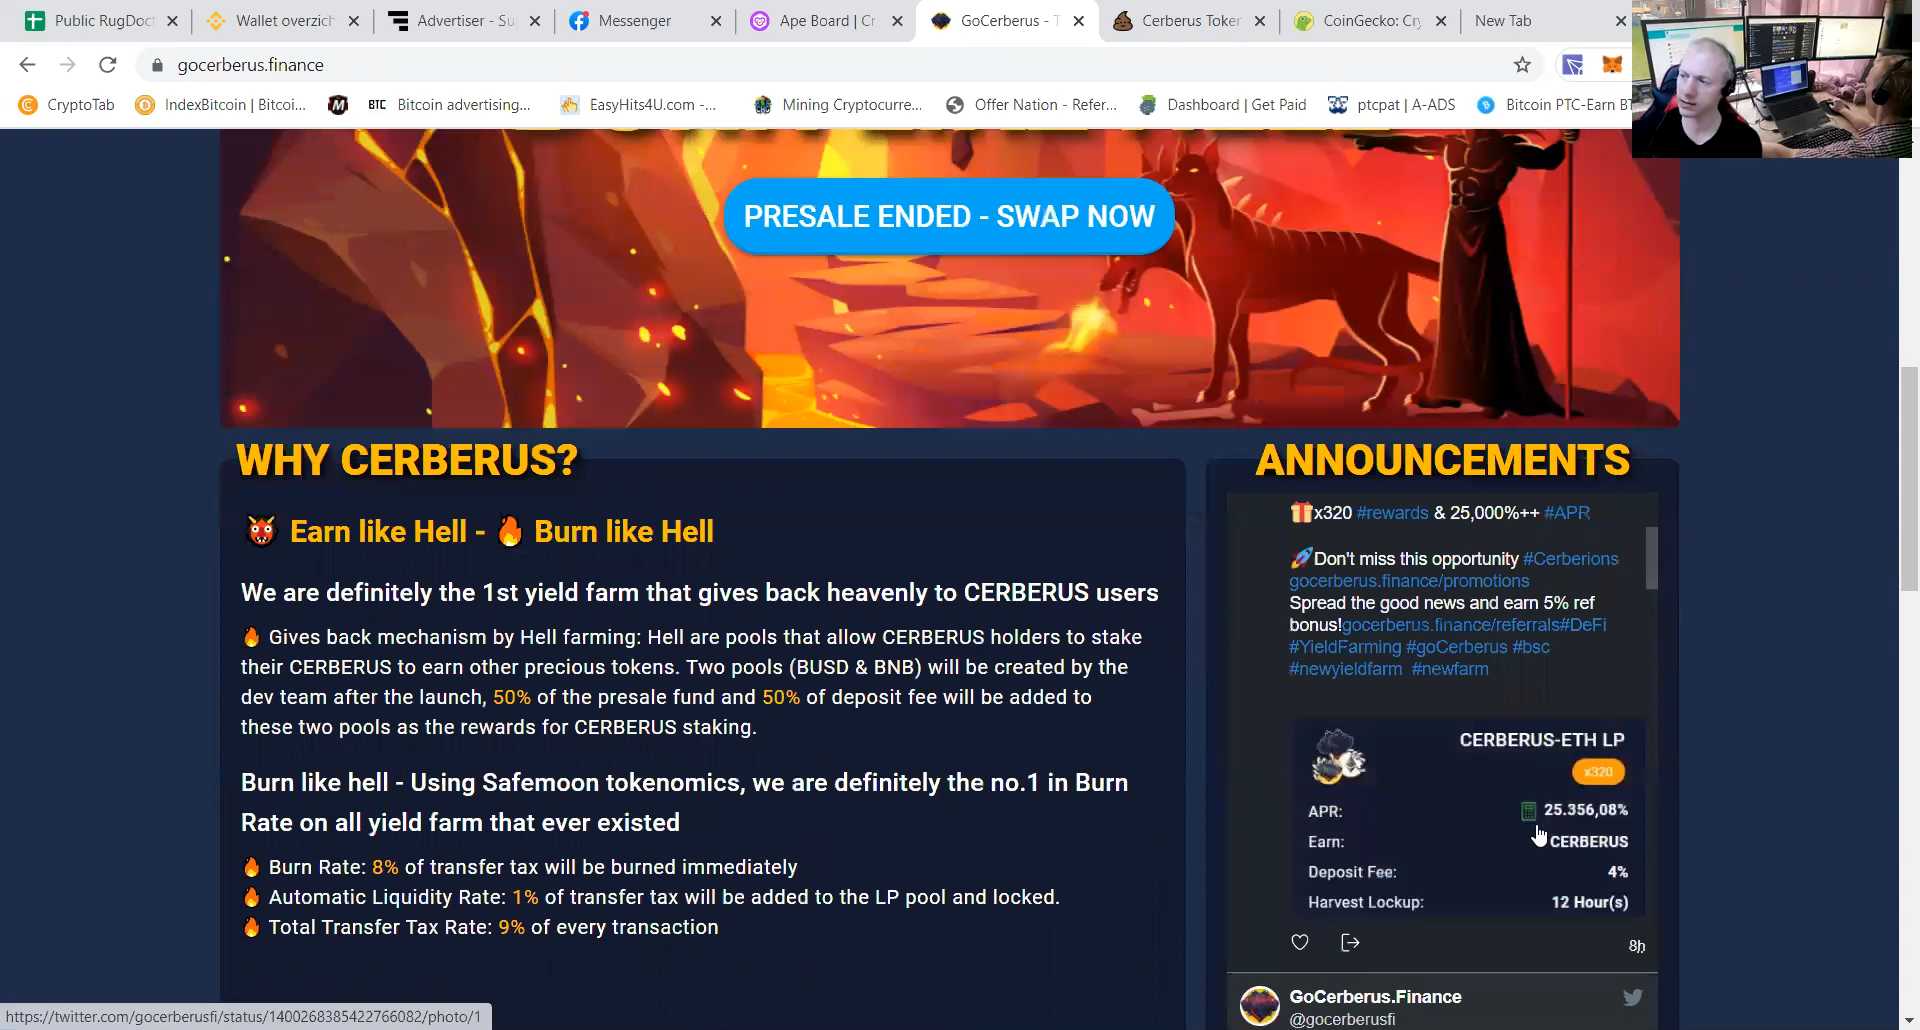 Public RugDoc
Wallet overzich
Advertiser - Su
Messenger
Ape Board | Cr
GoCerberus - T
Cerberus Token
CoinGecko: Cry
New Tab
gocerberus.finance
CryptoTab
IndexBitcoin | Bitcoi...
BTC Bitcoin advertising...
EasyHits4U.com -...
Mining Cryptocurre...
Offer Nation - Refer...
Dashboard | Get Paid
ptcpat | A-ADS
Bitcoin PTC-Earn BT
PRESALE ENDED - SWAP NOW
WHY CERBERUS?
Earn like Hell - 🔥 Burn like Hell
We are definitely the 1st yield farm that gives back heavenly to CERBERUS users
🔥 Gives back mechanism by Hell farming: Hell are pools that allow CERBERUS holders to stake
their CERBERUS to earn other precious tokens. Two pools (BUSD & BNB) will be created by the
dev team after the launch, 50% of the presale fund and 50% of deposit fee will be added to
these two pools as the rewards for CERBERUS staking.
Burn like hell - Using Safemoon tokenomics, we are definitely the no.1 in Burn
Rate on all yield farm that ever existed
🔥 Burn Rate: 8% of transfer tax will be burned immediately
🔥 Automatic Liquidity Rate: 1% of transfer tax will be added to the LP pool and locked.
🔥 Total Transfer Tax Rate: 9% of every transaction
ANNOUNCEMENTS
🎁x320 #rewards & 25,000%++ #APR
🚀Don't miss this opportunity #Cerberions
gocerberus.finance/promotions
Spread the good news and earn 5% ref
bonus!gocerberus.finance/referrals#DeFi
#YieldFarming #goCerberus #bsc
#newyieldfarm #newfarm
CERBERUS-ETH LP
x320
APR: 25.356,08%
Earn: CERBERUS
Deposit Fee: 4%
Harvest Lockup: 12 Hour(s)
8h
GoCerberus.Finance
@gocerberusfi
https://twitter.com/gocerberusfi/status/1400268385422766082/photo/1